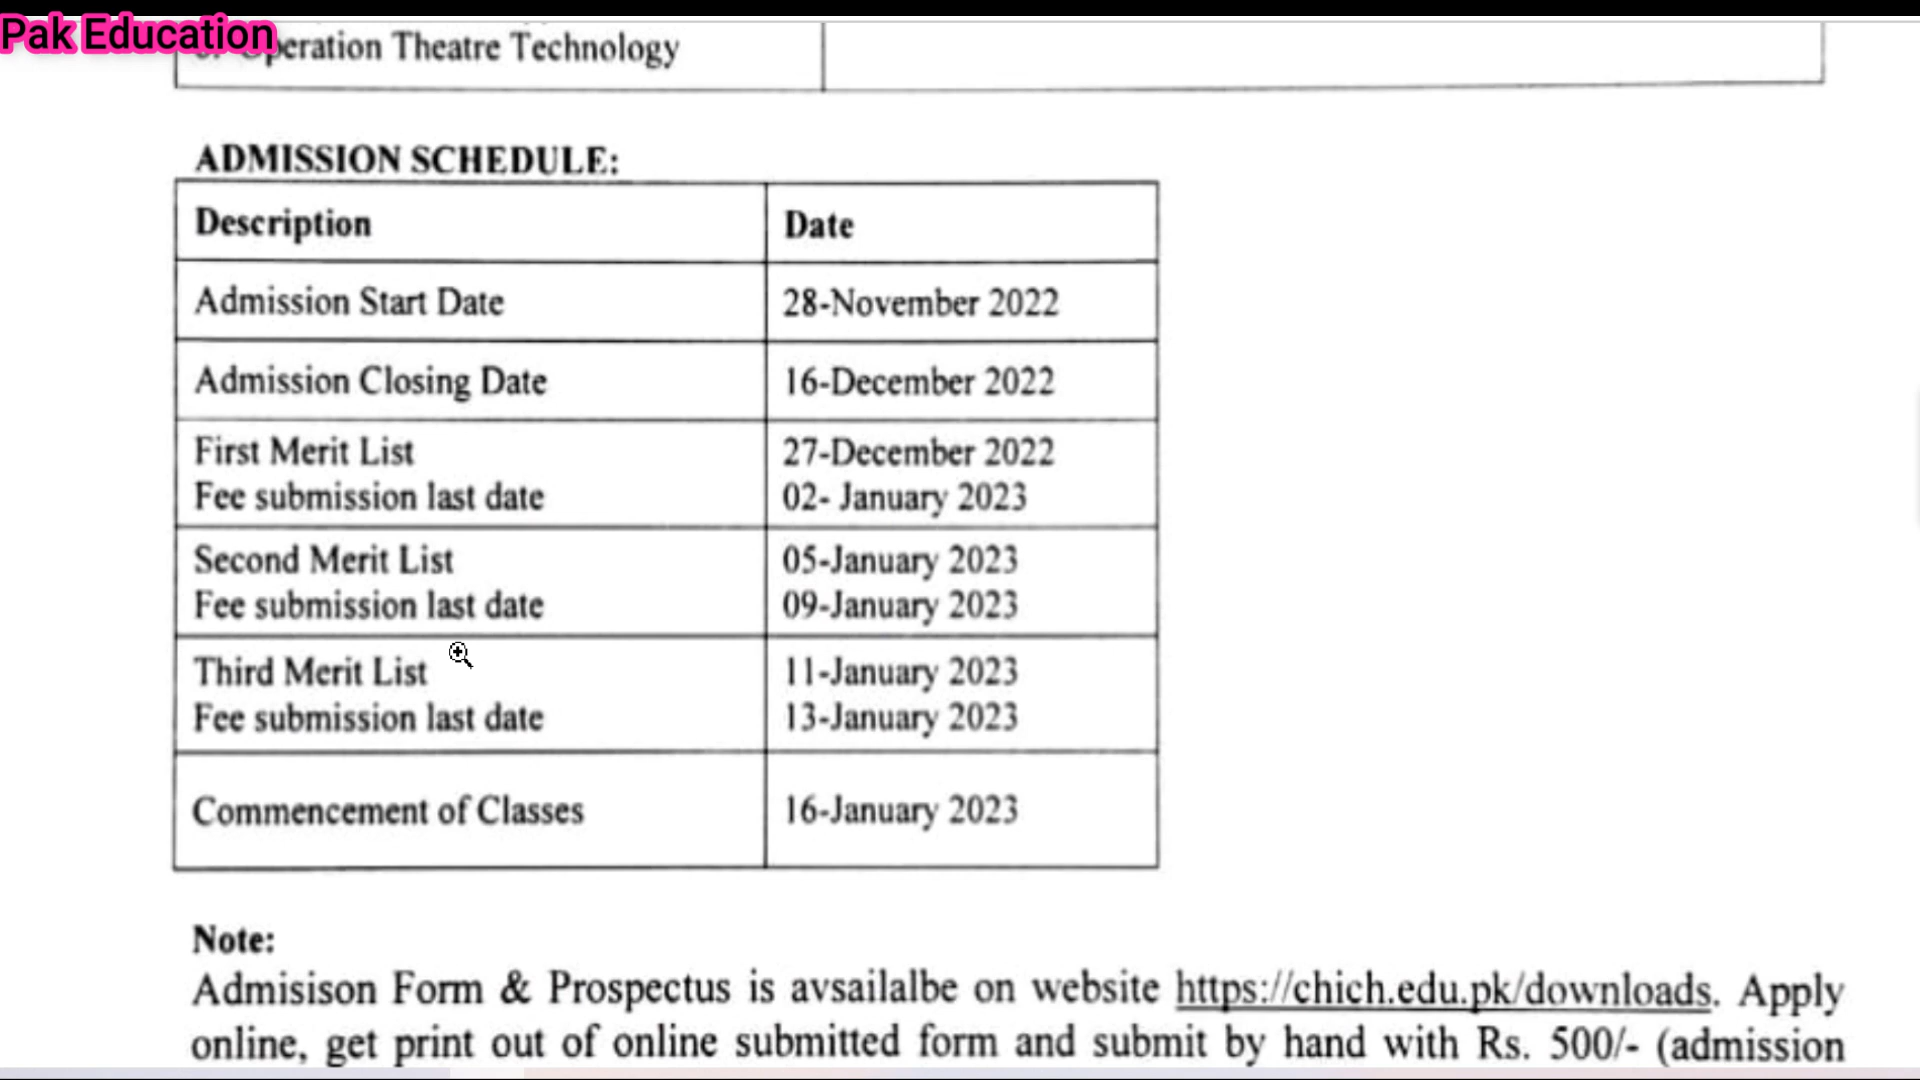 Pak Education
Operation Theatre Technology
ADMISSION SCHEDULE:
Description Date
Admission Start Date 28-November 2022
Admission Closing Date 16-December 2022
First Merit List 27-December 2022
Fee submission last date 02- January 2023
Second Merit List 05-January 2023
Fee submission last date 09-January 2023
Third Merit List 11-January 2023
Fee submission last date 13-January 2023
Commencement of Classes 16-January 2023
Note:
Admisison Form & Prospectus is avsailalbe on website https://chich.edu.pk/downloads. Apply
online, get print out of online submitted form and submit by hand with Rs. 500/- (admission